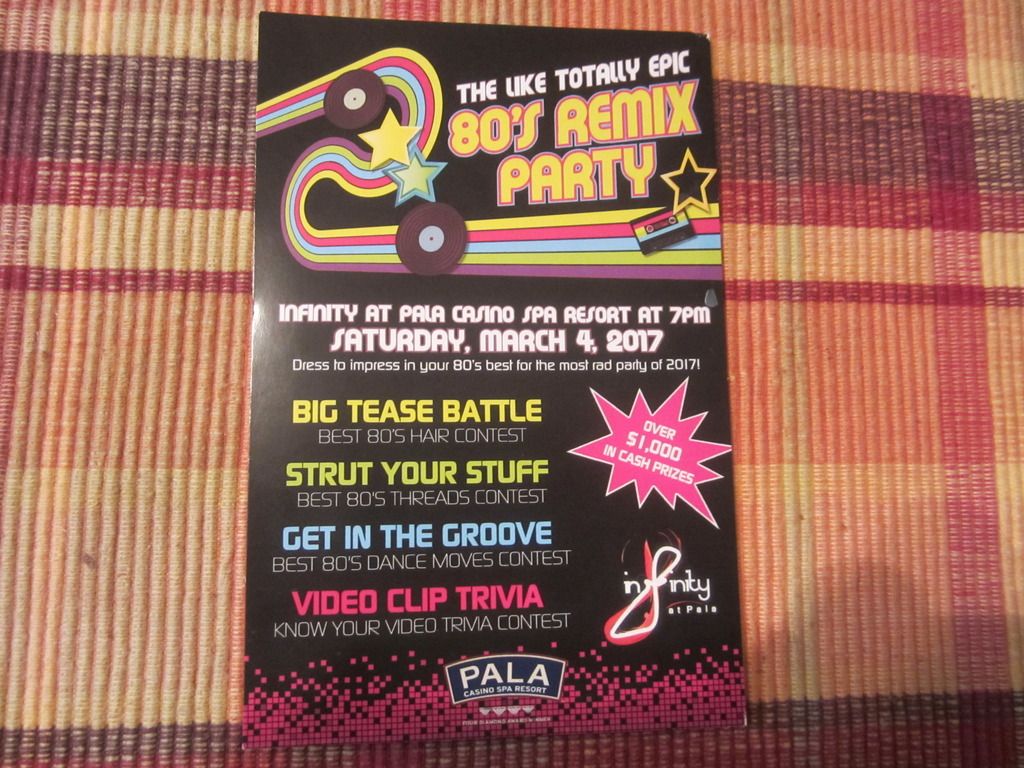 THE LIKE TOTALLY EPIC
80'S REMIX
PARTY
INFINITY AT PALA CASINO SPA RESORT AT 7PM
SATURDAY, MARCH 4, 2017
Dress to impress in your 80's best for the most rad party of 2017!
BIG TEASE BATTLE
BEST 80'S HAIR CONTEST
OVER
$1,000
IN CASH PRIZES
STRUT YOUR STUFF
BEST 80'S THREADS CONTEST
GET IN THE GROOVE
BEST 80'S DANCE MOVES CONTEST
VIDEO CLIP TRIVIA
KNOW YOUR VIDEO TRIVIA CONTEST
infinity
at Pala
PALA
CASINO SPA RESORT
FOUR DIAMOND AWARD WINNER